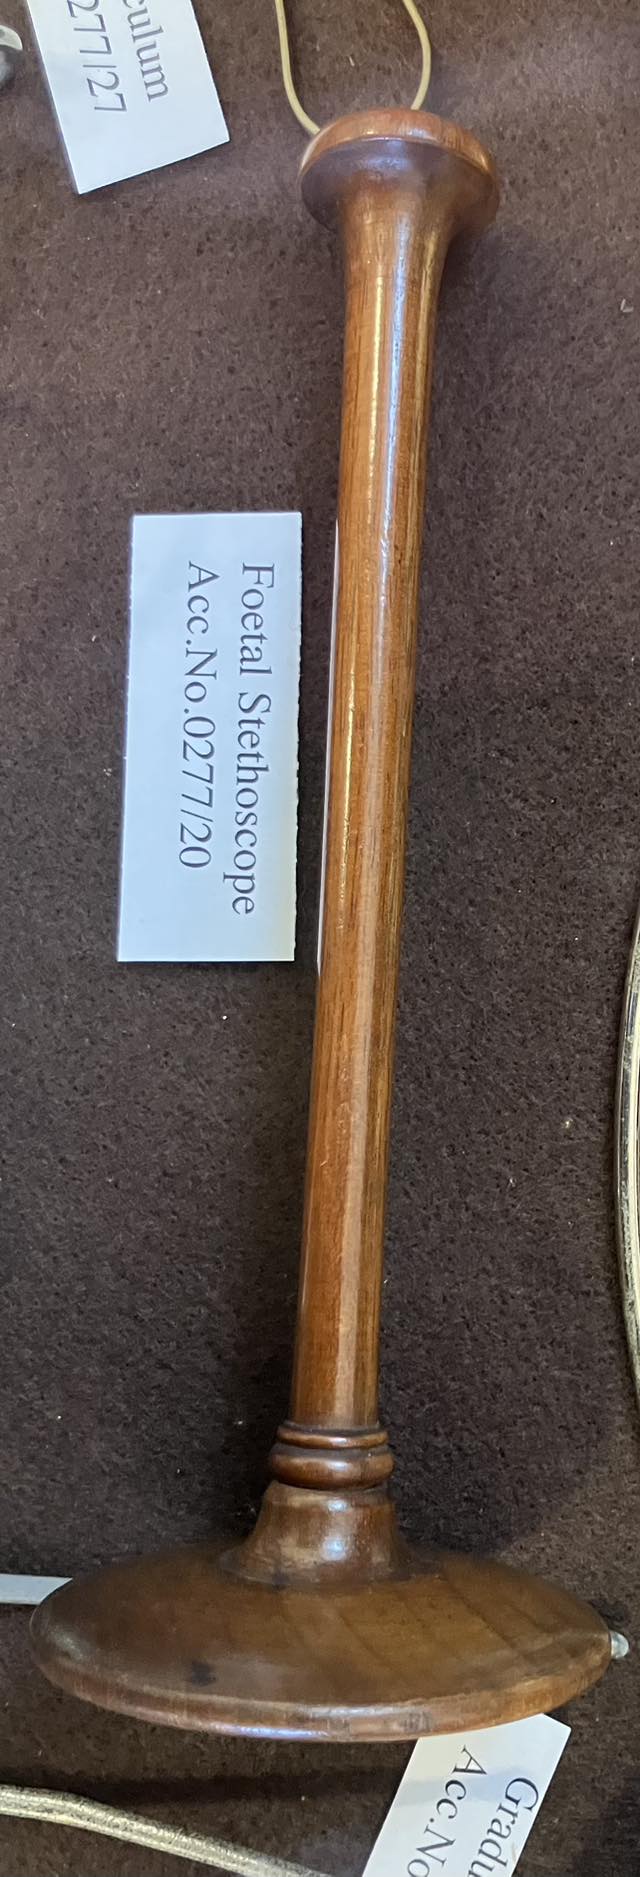 culum
277/27
Foetal Stethoscope
Acc.No.0277/20
Gradu
Acc.No